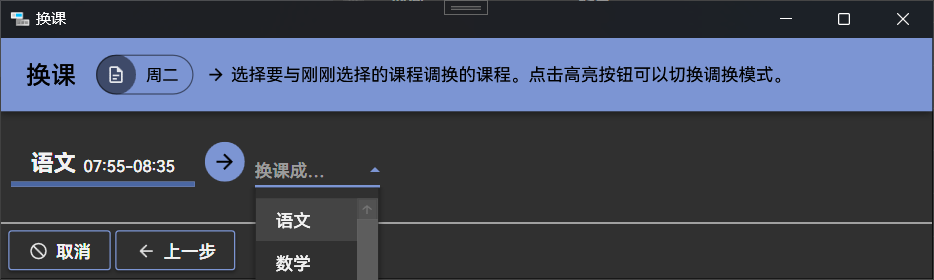 换课
换课 周二 → 选择要与刚刚选择的课程调换的课程。点击高亮按钮可以切换调换模式。
语文 07:55-08:35 → 换课成...
语文
数学
取消 ← 上一步